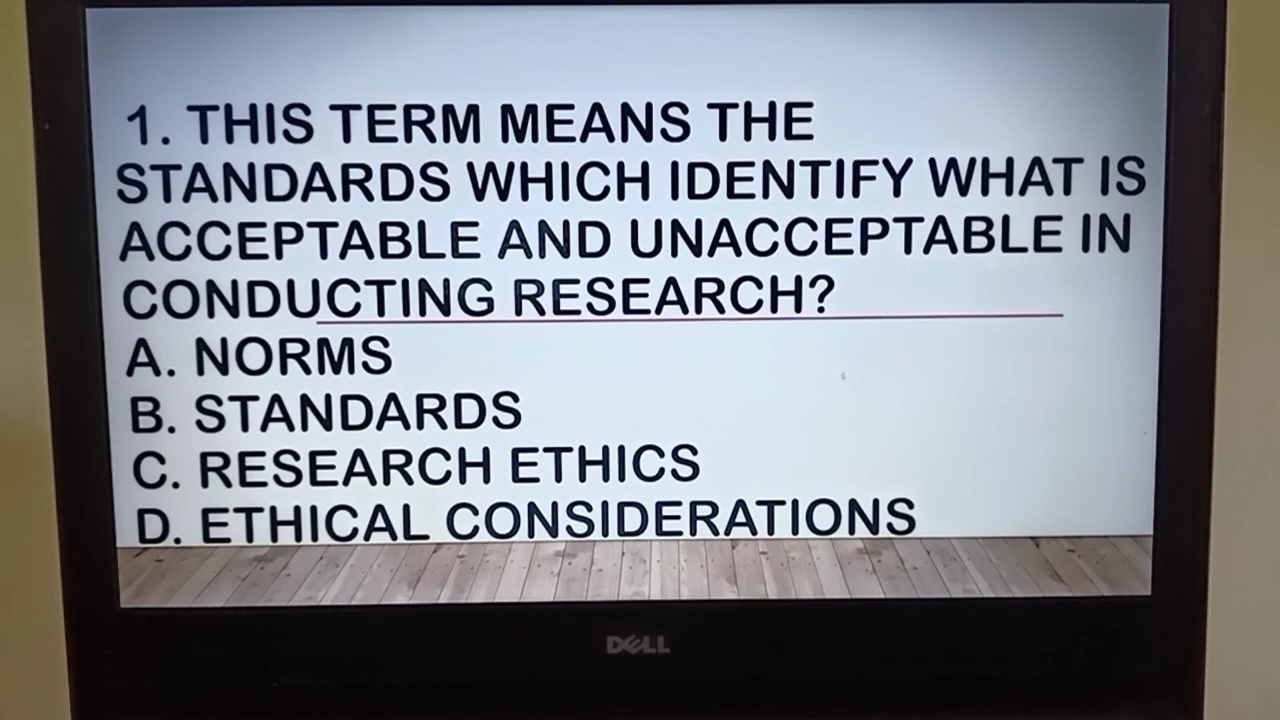 1. THIS TERM MEANS THE
STANDARDS WHICH IDENTIFY WHAT IS
ACCEPTABLE AND UNACCEPTABLE IN
CONDUCTING RESEARCH?
A. NORMS
B. STANDARDS
C. RESEARCH ETHICS
D. ETHICAL CONSIDERATIONS
DELL